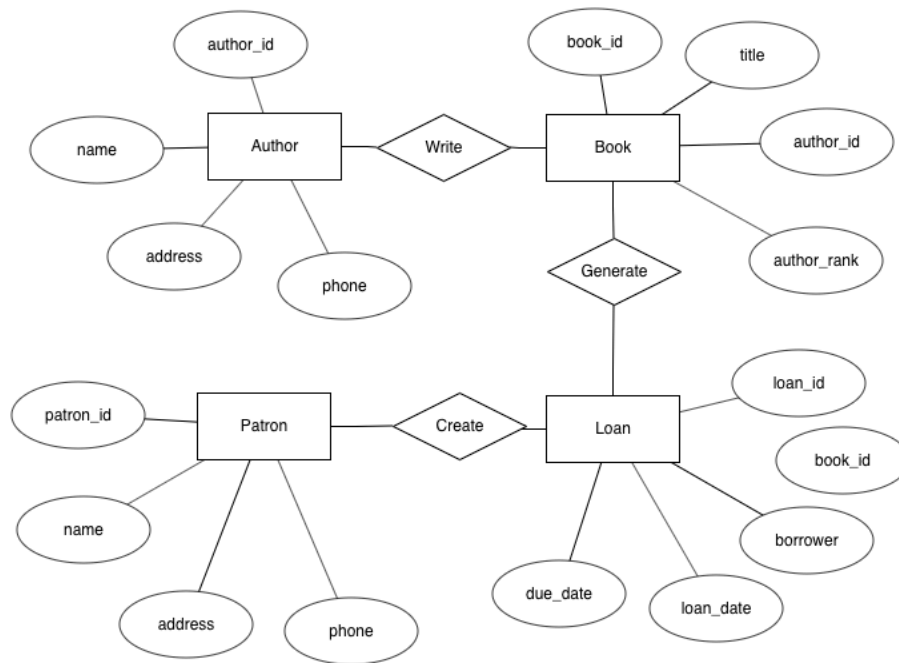 author_id
book_id
title
name
Author
Write
Book
author_id
address
phone
Generate
author_rank
patron_id
Patron
Create
Loan
loan_id
book_id
name
borrower
address
phone
due_date
loan_date